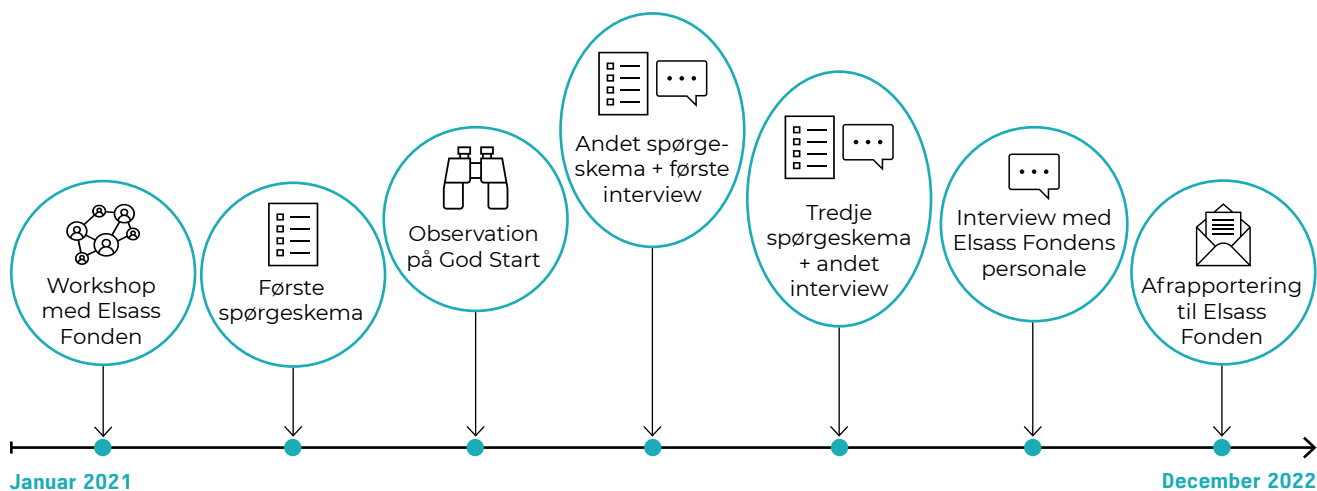 Workshop
med Elsass
Fonden
Første
spørgeskema
Observation
på God Start
Andet spørge-
skema + første
interview
Tredje
spørgeskema
+ andet
interview
Interview med
Elsass Fondens
personale
Afrapportering
til Elsass
Fonden
Januar 2021
December 2022